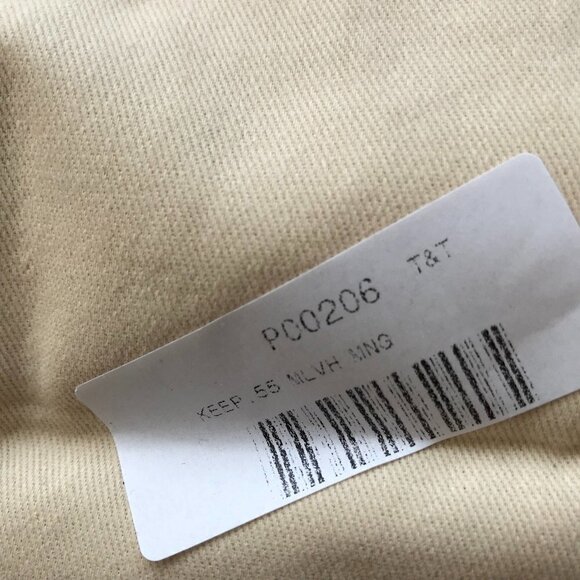 PC0206 T&T
KEEP 55 MLVH MNG